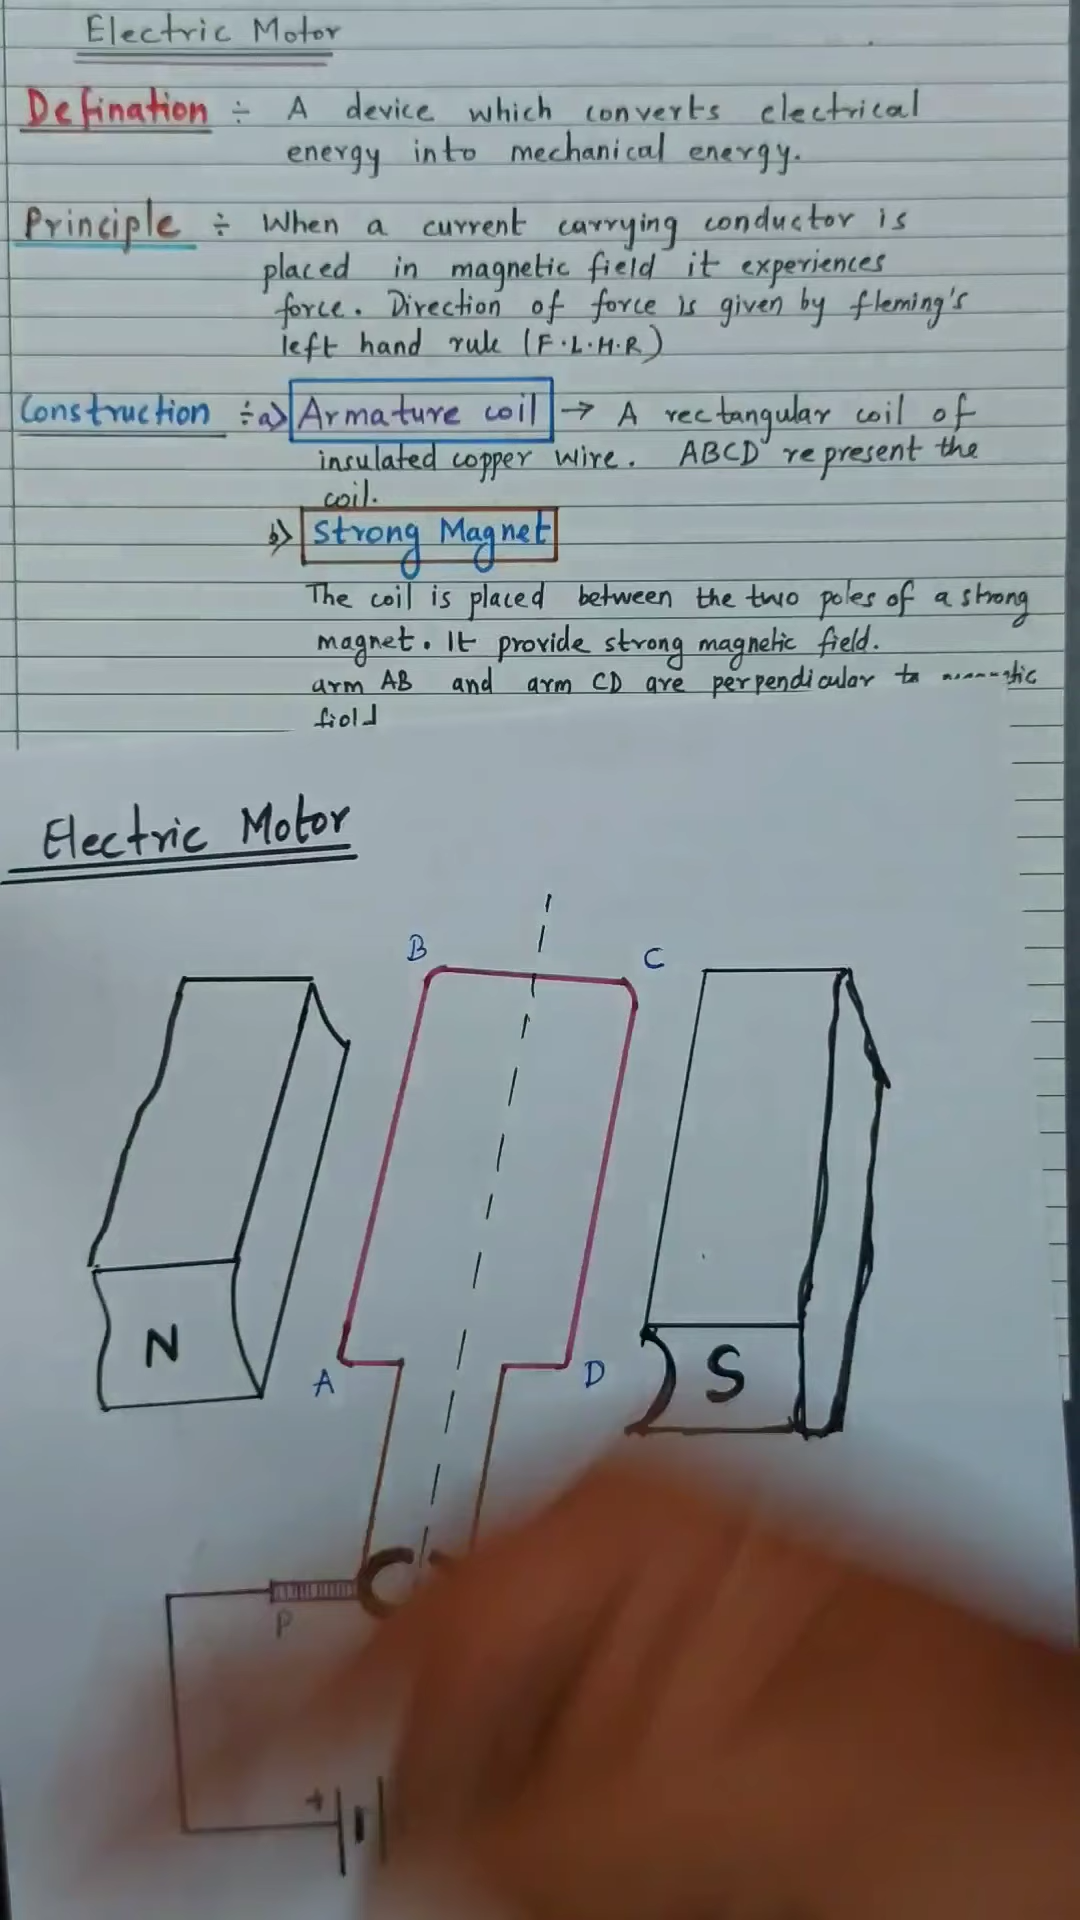 Electric Motor
Defination ÷ A device which converts electrical
energy into mechanical energy.
Principle ÷ When a current carrying conductor is
placed in magnetic field it experiences
force. Direction of force is given by fleming's
left hand rule (F.L.H.R)
Construction ÷ a) Armature coil → A rectangular coil of
insulated copper wire. ABCD represent the
coil.
b) Strong Magnet
The coil is placed between the two poles of a strong
magnet. It provide strong magnetic field.
arm AB and arm CD are perpendicular to
field
Electric Motor
B C
N
A D S
P
+